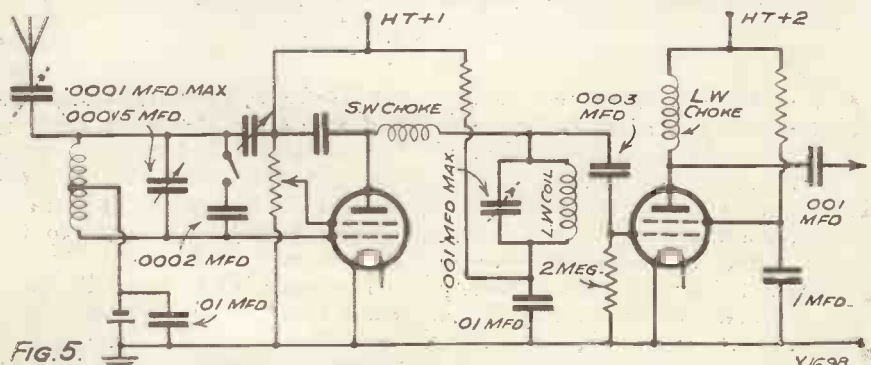 HT+1
HT+2
.0001 MFD MAX
.00015 MFD
S.W CHOKE
.0003
MFD
L.W
CHOKE
.001 MFD MAX
L.W COIL
.001
MFD
.0002 MFD
2 MEG.
.01 MFD
.01 MFD
.1 MFD.
FIG. 5.
X1698